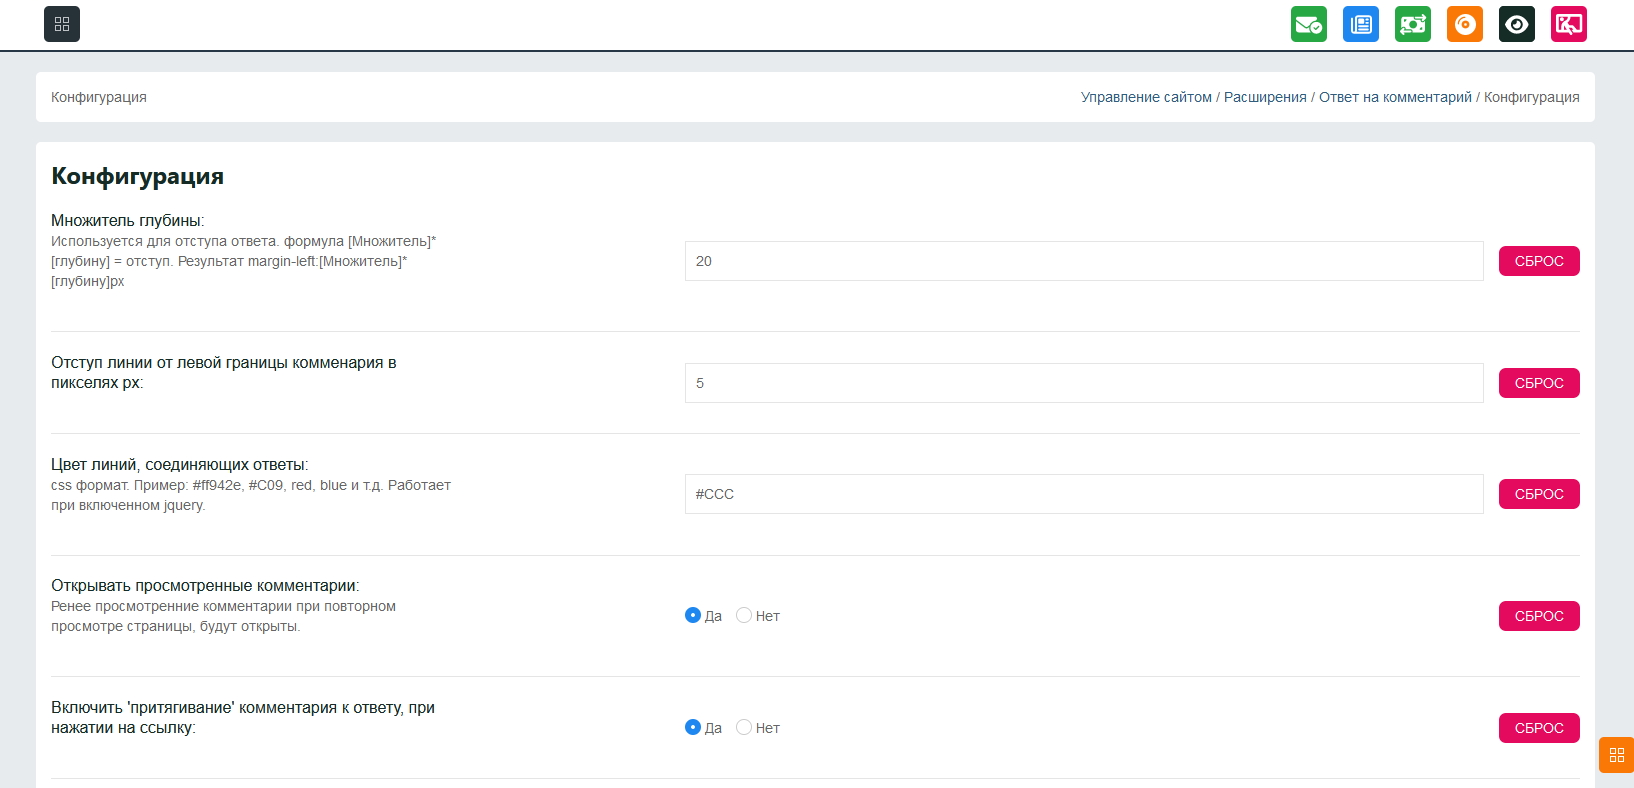 Конфигурация
Управление сайтом / Расширения / Ответ на комментарий / Конфигурация
Конфигурация
Множитель глубины:
Используется для отступа ответа. формула [Множитель]*
[глубину] = отступ. Результат margin-left:[Множитель]*
[глубину]px
20
СБРОС
Отступ линии от левой границы комменария в
пикселях px:
5
СБРОС
Цвет линий, соединяющих ответы:
css формат. Пример: #ff942e, #C09, red, blue и т.д. Работает
при включенном jquery.
#CCC
СБРОС
Открывать просмотренные комментарии:
Ренее просмотренние комментарии при повторном
просмотре страницы, будут открыты.
Да Нет
СБРОС
Включить 'притягивание' комментария к ответу, при
нажатии на ссылку:
Да Нет
СБРОС